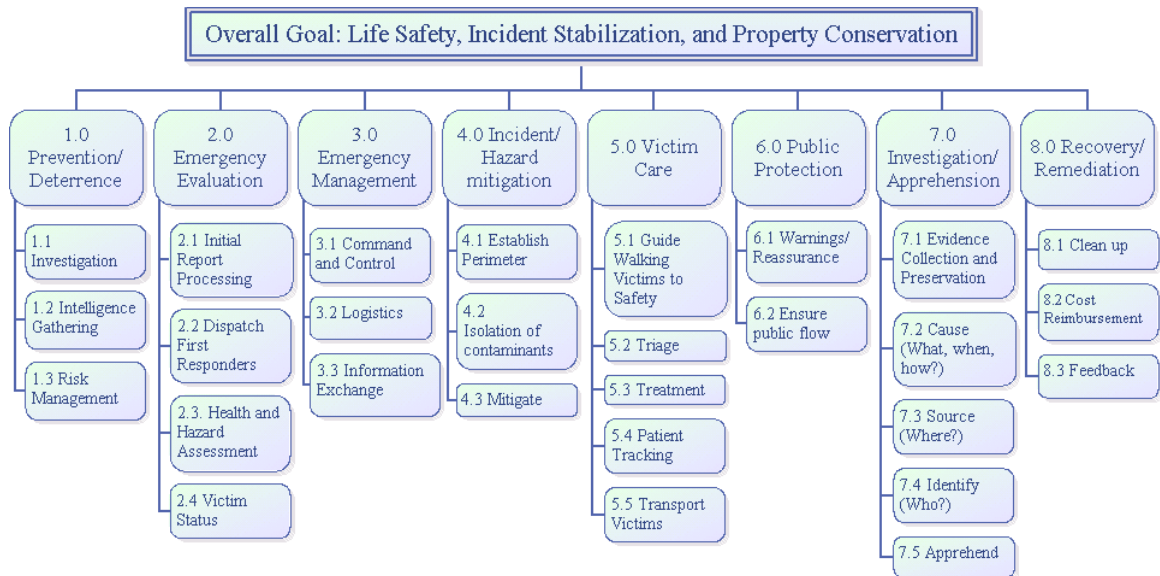 Overall Goal: Life Safety, Incident Stabilization, and Property Conservation
1.0
Prevention/
Deterrence
1.1
Investigation
1.2 Intelligence
Gathering
1.3 Risk
Management
2.0
Emergency
Evaluation
2.1 Initial
Report
Processing
2.2 Dispatch
First
Responders
2.3. Health and
Hazard
Assessment
2.4 Victim
Status
3.0
Emergency
Management
3.1 Command
and Control
3.2 Logistics
3.3 Information
Exchange
4.0 Incident/
Hazard
mitigation
4.1 Establish
Perimeter
4.2
Isolation of
contaminants
4.3 Mitigate
5.0 Victim
Care
5.1 Guide
Walking
Victims to
Safety
5.2 Triage
5.3 Treatment
5.4 Patient
Tracking
5.5 Transport
Victims
6.0 Public
Protection
6.1 Warnings/
Reassurance
6.2 Ensure
public flow
7.0
Investigation/
Apprehension
7.1 Evidence
Collection and
Preservation
7.2 Cause
(What, when,
how?)
7.3 Source
(Where?)
7.4 Identify
(Who?)
7.5 Apprehend
8.0 Recovery/
Remediation
8.1 Clean up
8.2 Cost
Reimbursement
8.3 Feedback